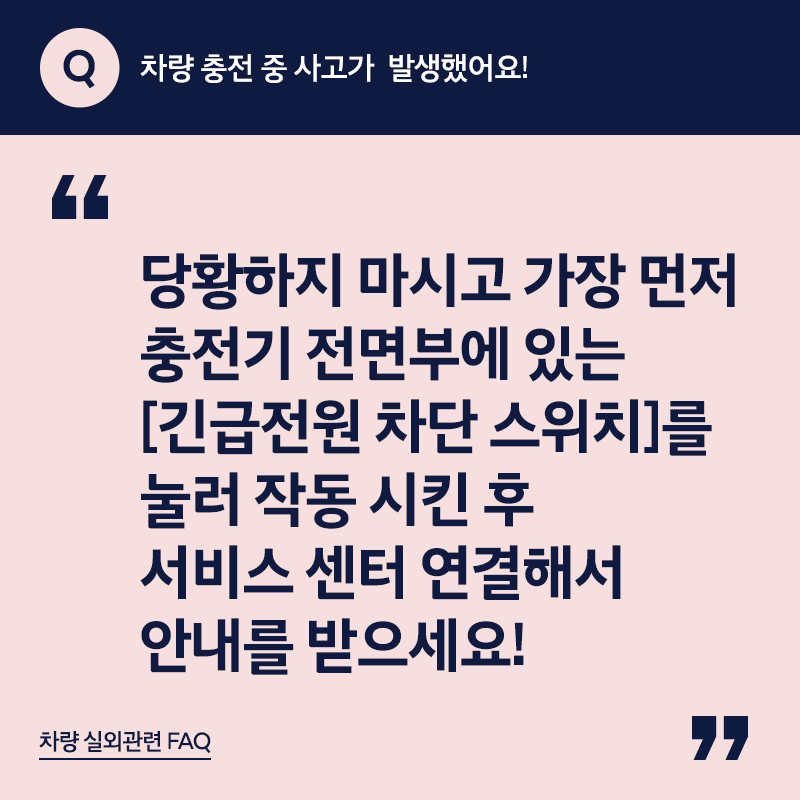 Q 차량 충전 중 사고가 발생했어요!
“
당황하지 마시고 가장 먼저
충전기 전면부에 있는
[긴급전원 차단 스위치]를
눌러 작동 시킨 후
서비스 센터 연결해서
안내를 받으세요!
”
차량 실외관련 FAQ